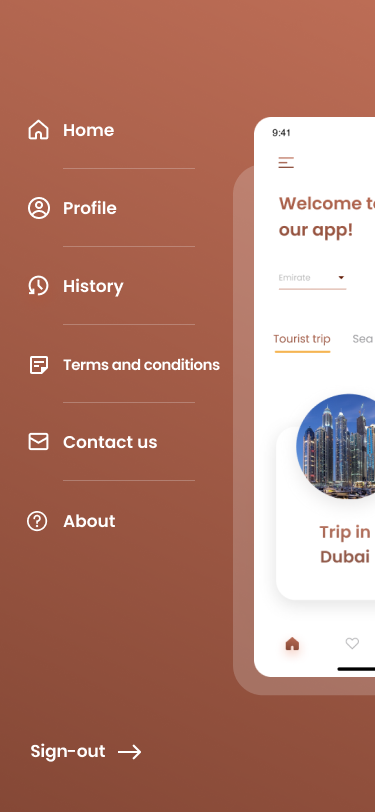 Home
Profile
History
Terms and conditions
Contact us
About
Sign-out
9:41
Welcome to
our app!
Emirate
Tourist trip
Sea
Trip in
Dubai